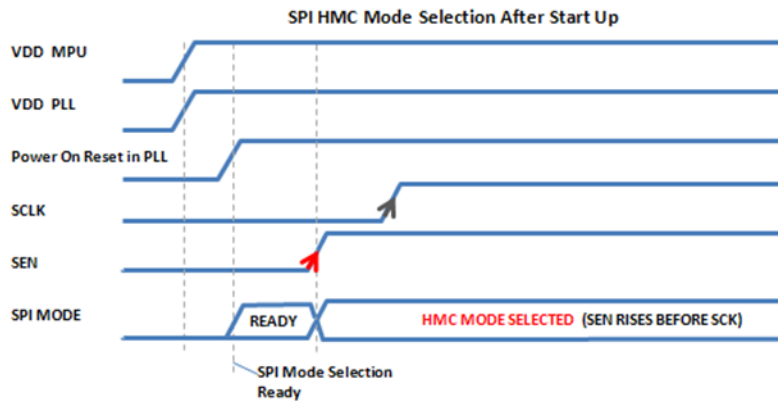 SPI HMC Mode Selection After Start Up
VDD MPU
VDD PLL
Power On Reset in PLL
SCLK
SEN
SPI MODE
READY
HMC MODE SELECTED (SEN RISES BEFORE SCK)
SPI Mode Selection
Ready